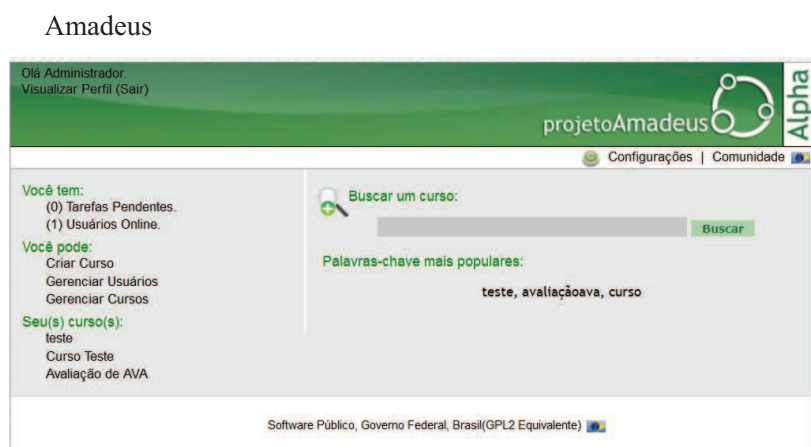 Amadeus
Olá Administrador.
Visualizar Perfil (Sair)
projetoAmadeus
Alpha
Configurações | Comunidade
Você tem:
(0) Tarefas Pendentes.
(1) Usuários Online.
Você pode:
Criar Curso
Gerenciar Usuários
Gerenciar Cursos
Seu(s) curso(s):
teste
Curso Teste
Avaliação de AVA
Buscar um curso:
Buscar
Palavras-chave mais populares:
teste, avaliaçãoava, curso
Software Público, Governo Federal, Brasil(GPL2 Equivalente)